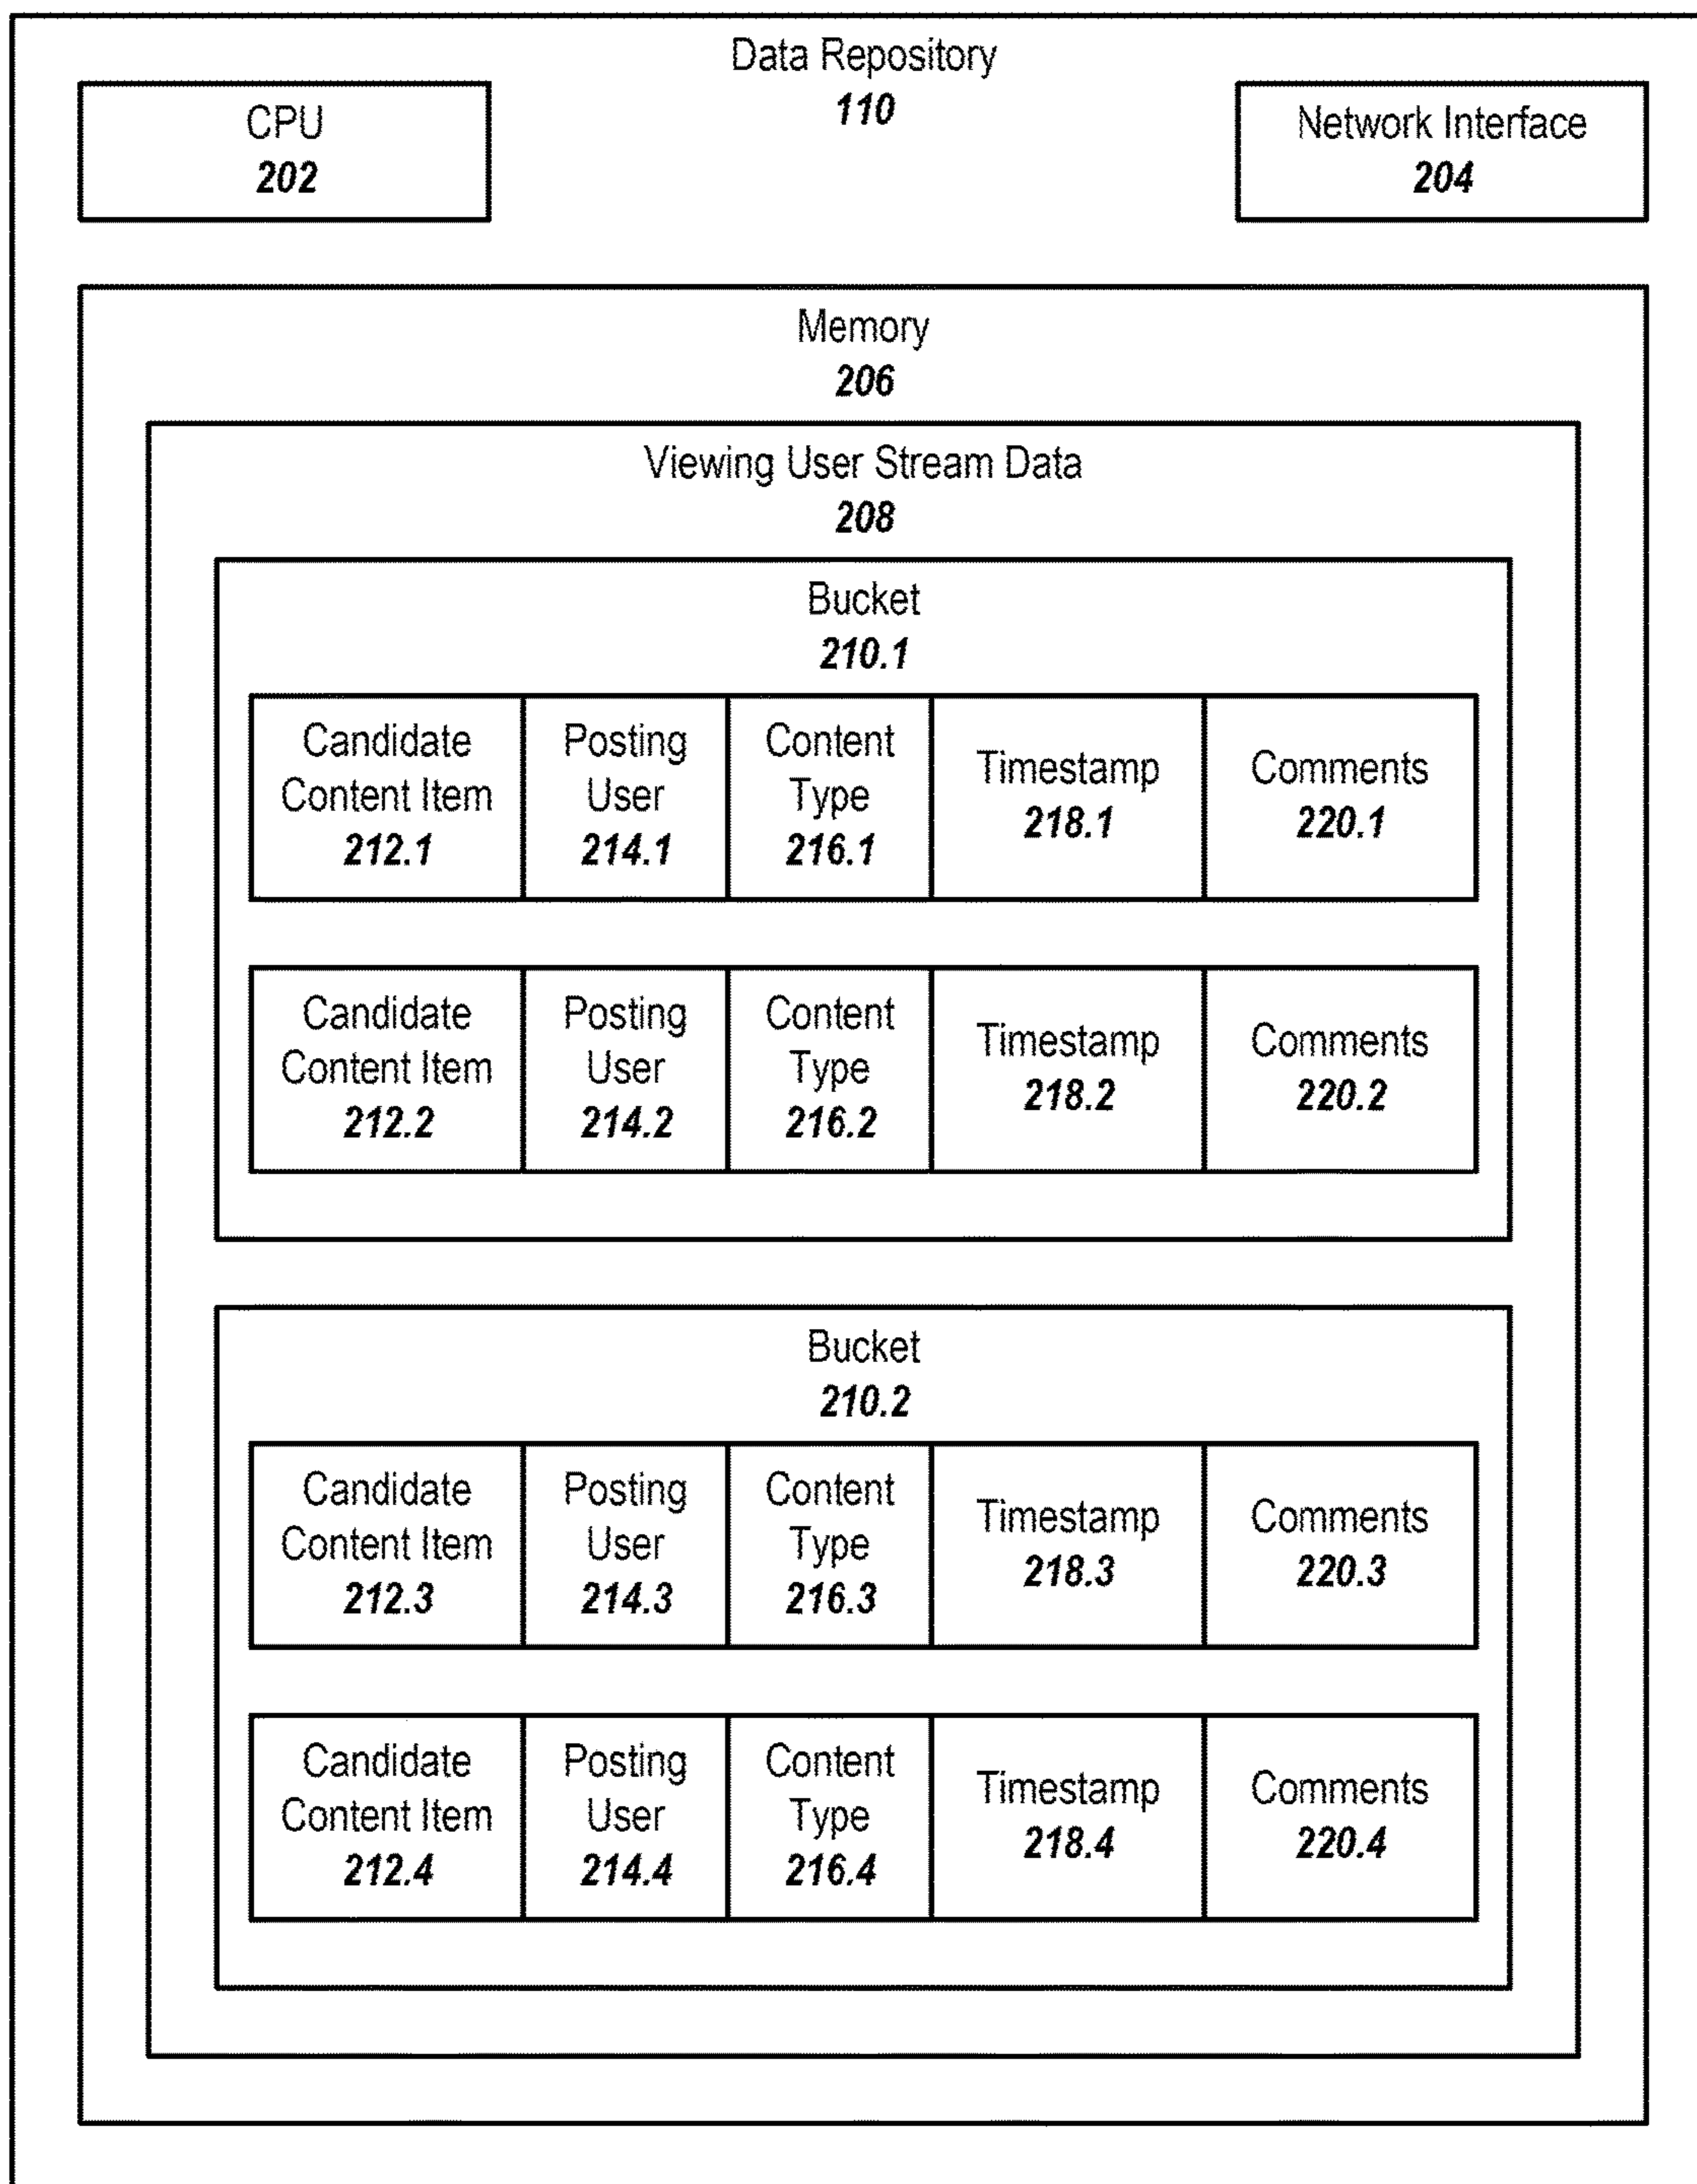 Data Repository
110
CPU
202
Network Interface
204
Memory
206
Viewing User Stream Data
208
Bucket
210.1
Candidate
Content Item
212.1
Posting
User
214.1
Content
Type
216.1
Timestamp
218.1
Comments
220.1
Candidate
Content Item
212.2
Posting
User
214.2
Content
Type
216.2
Timestamp
218.2
Comments
220.2
Bucket
210.2
Candidate
Content Item
212.3
Posting
User
214.3
Content
Type
216.3
Timestamp
218.3
Comments
220.3
Candidate
Content Item
212.4
Posting
User
214.4
Content
Type
216.4
Timestamp
218.4
Comments
220.4